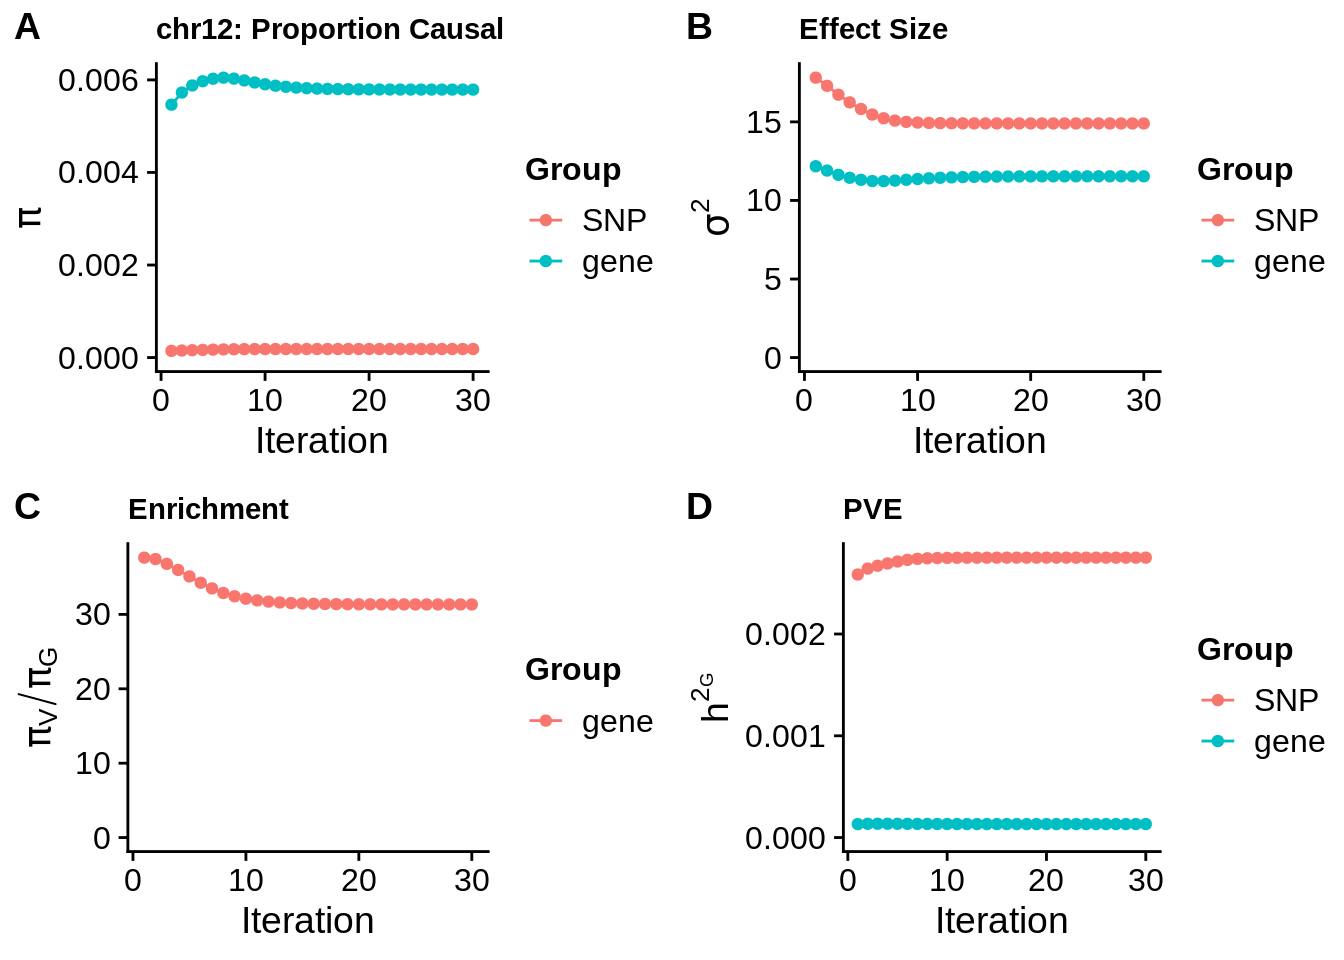 A
chr12: Proportion Causal
0.006
0.004
0.002
0.000
π
0 10 20 30
Iteration
Group
SNP
gene
B
Effect Size
15
10
5
0
σ²
0 10 20 30
Iteration
Group
SNP
gene
C
Enrichment
30
20
10
0
πV/πG
0 10 20 30
Iteration
Group
gene
D
PVE
0.002
0.001
0.000
h²G
0 10 20 30
Iteration
Group
SNP
gene